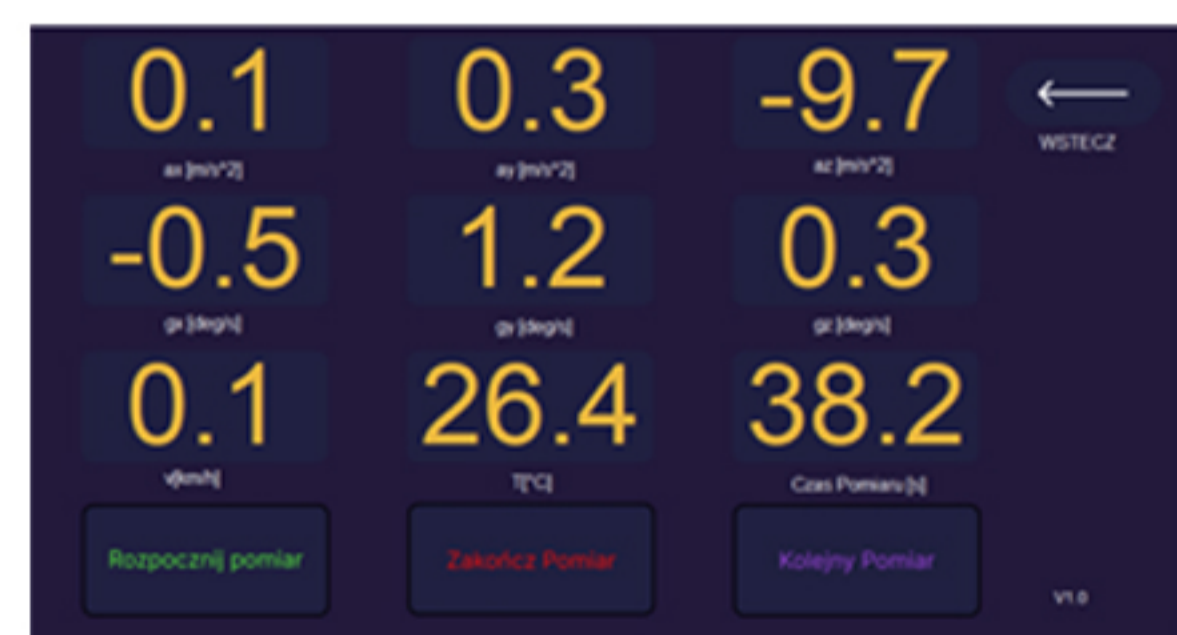 0.1 0.3 -9.7
ax [m/s^2] ay [m/s^2] az [m/s^2]
WSTECZ
-0.5 1.2 0.3
gx [deg/s] gy [deg/s] gz [deg/s]
0.1 26.4 38.2
v[km/h] T[°C] Czas Pomiaru [s]
Rozpocznij pomiar Zakończ Pomiar Kolejny Pomiar
V1.0